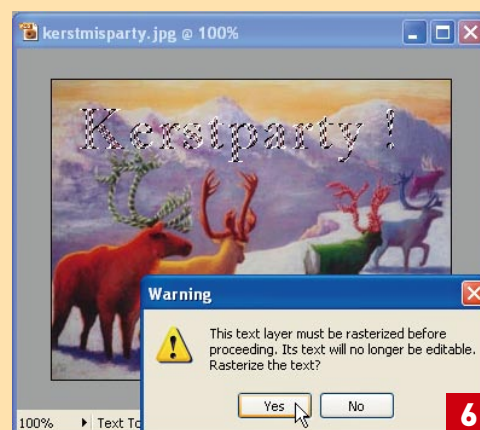 kerstmisparty.jpg @ 100%
Kerstparty !
Warning
This text layer must be rasterized before
proceeding. Its text will no longer be editable.
Rasterize the text?
Yes No
6
100% Text To